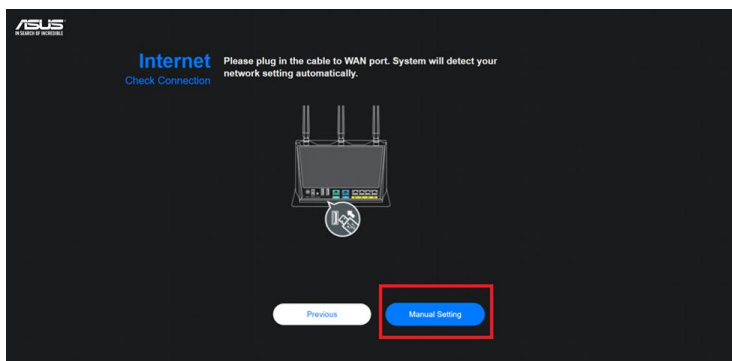 ASUS
IN SEARCH OF INCREDIBLE
Internet
Check Connection
Please plug in the cable to WAN port. System will detect your
network setting automatically.
Previous
Manual Setting